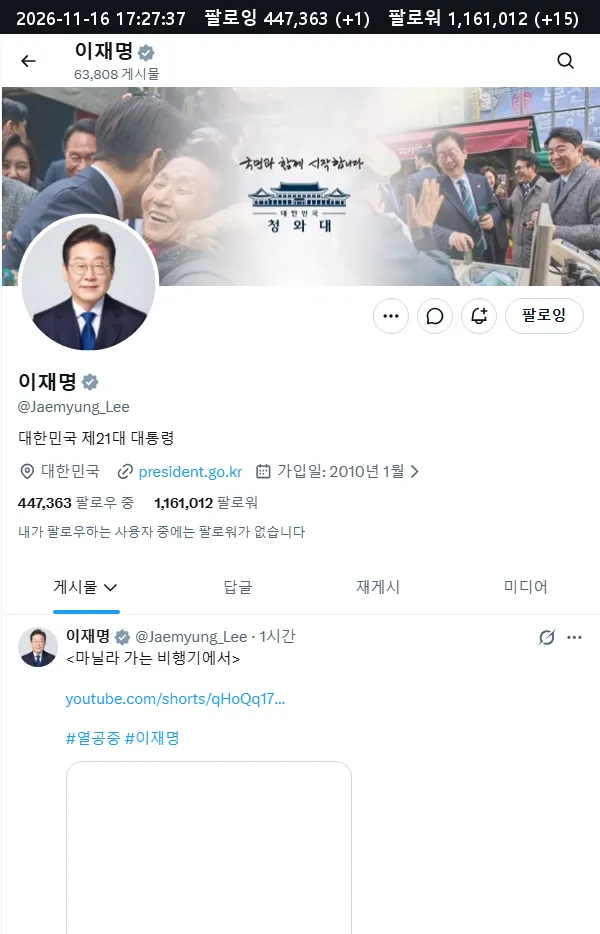 2026-11-16 17:27:37 팔로잉 447,363 (+1) 팔로워 1,161,012 (+15)
이재명
63,808 게시물
국민과 함께 시작합니다
대한민국
청와대
팔로잉
이재명
@Jaemyung_Lee
대한민국 제21대 대통령
대한민국 president.go.kr 가입일: 2010년 1월
447,363 팔로우 중 1,161,012 팔로워
내가 팔로우하는 사용자 중에는 팔로워가 없습니다
게시물 답글 재게시 미디어
이재명 @Jaemyung_Lee · 1시간
<마닐라 가는 비행기에서>
youtube.com/shorts/qHoQq17...
#열공중 #이재명